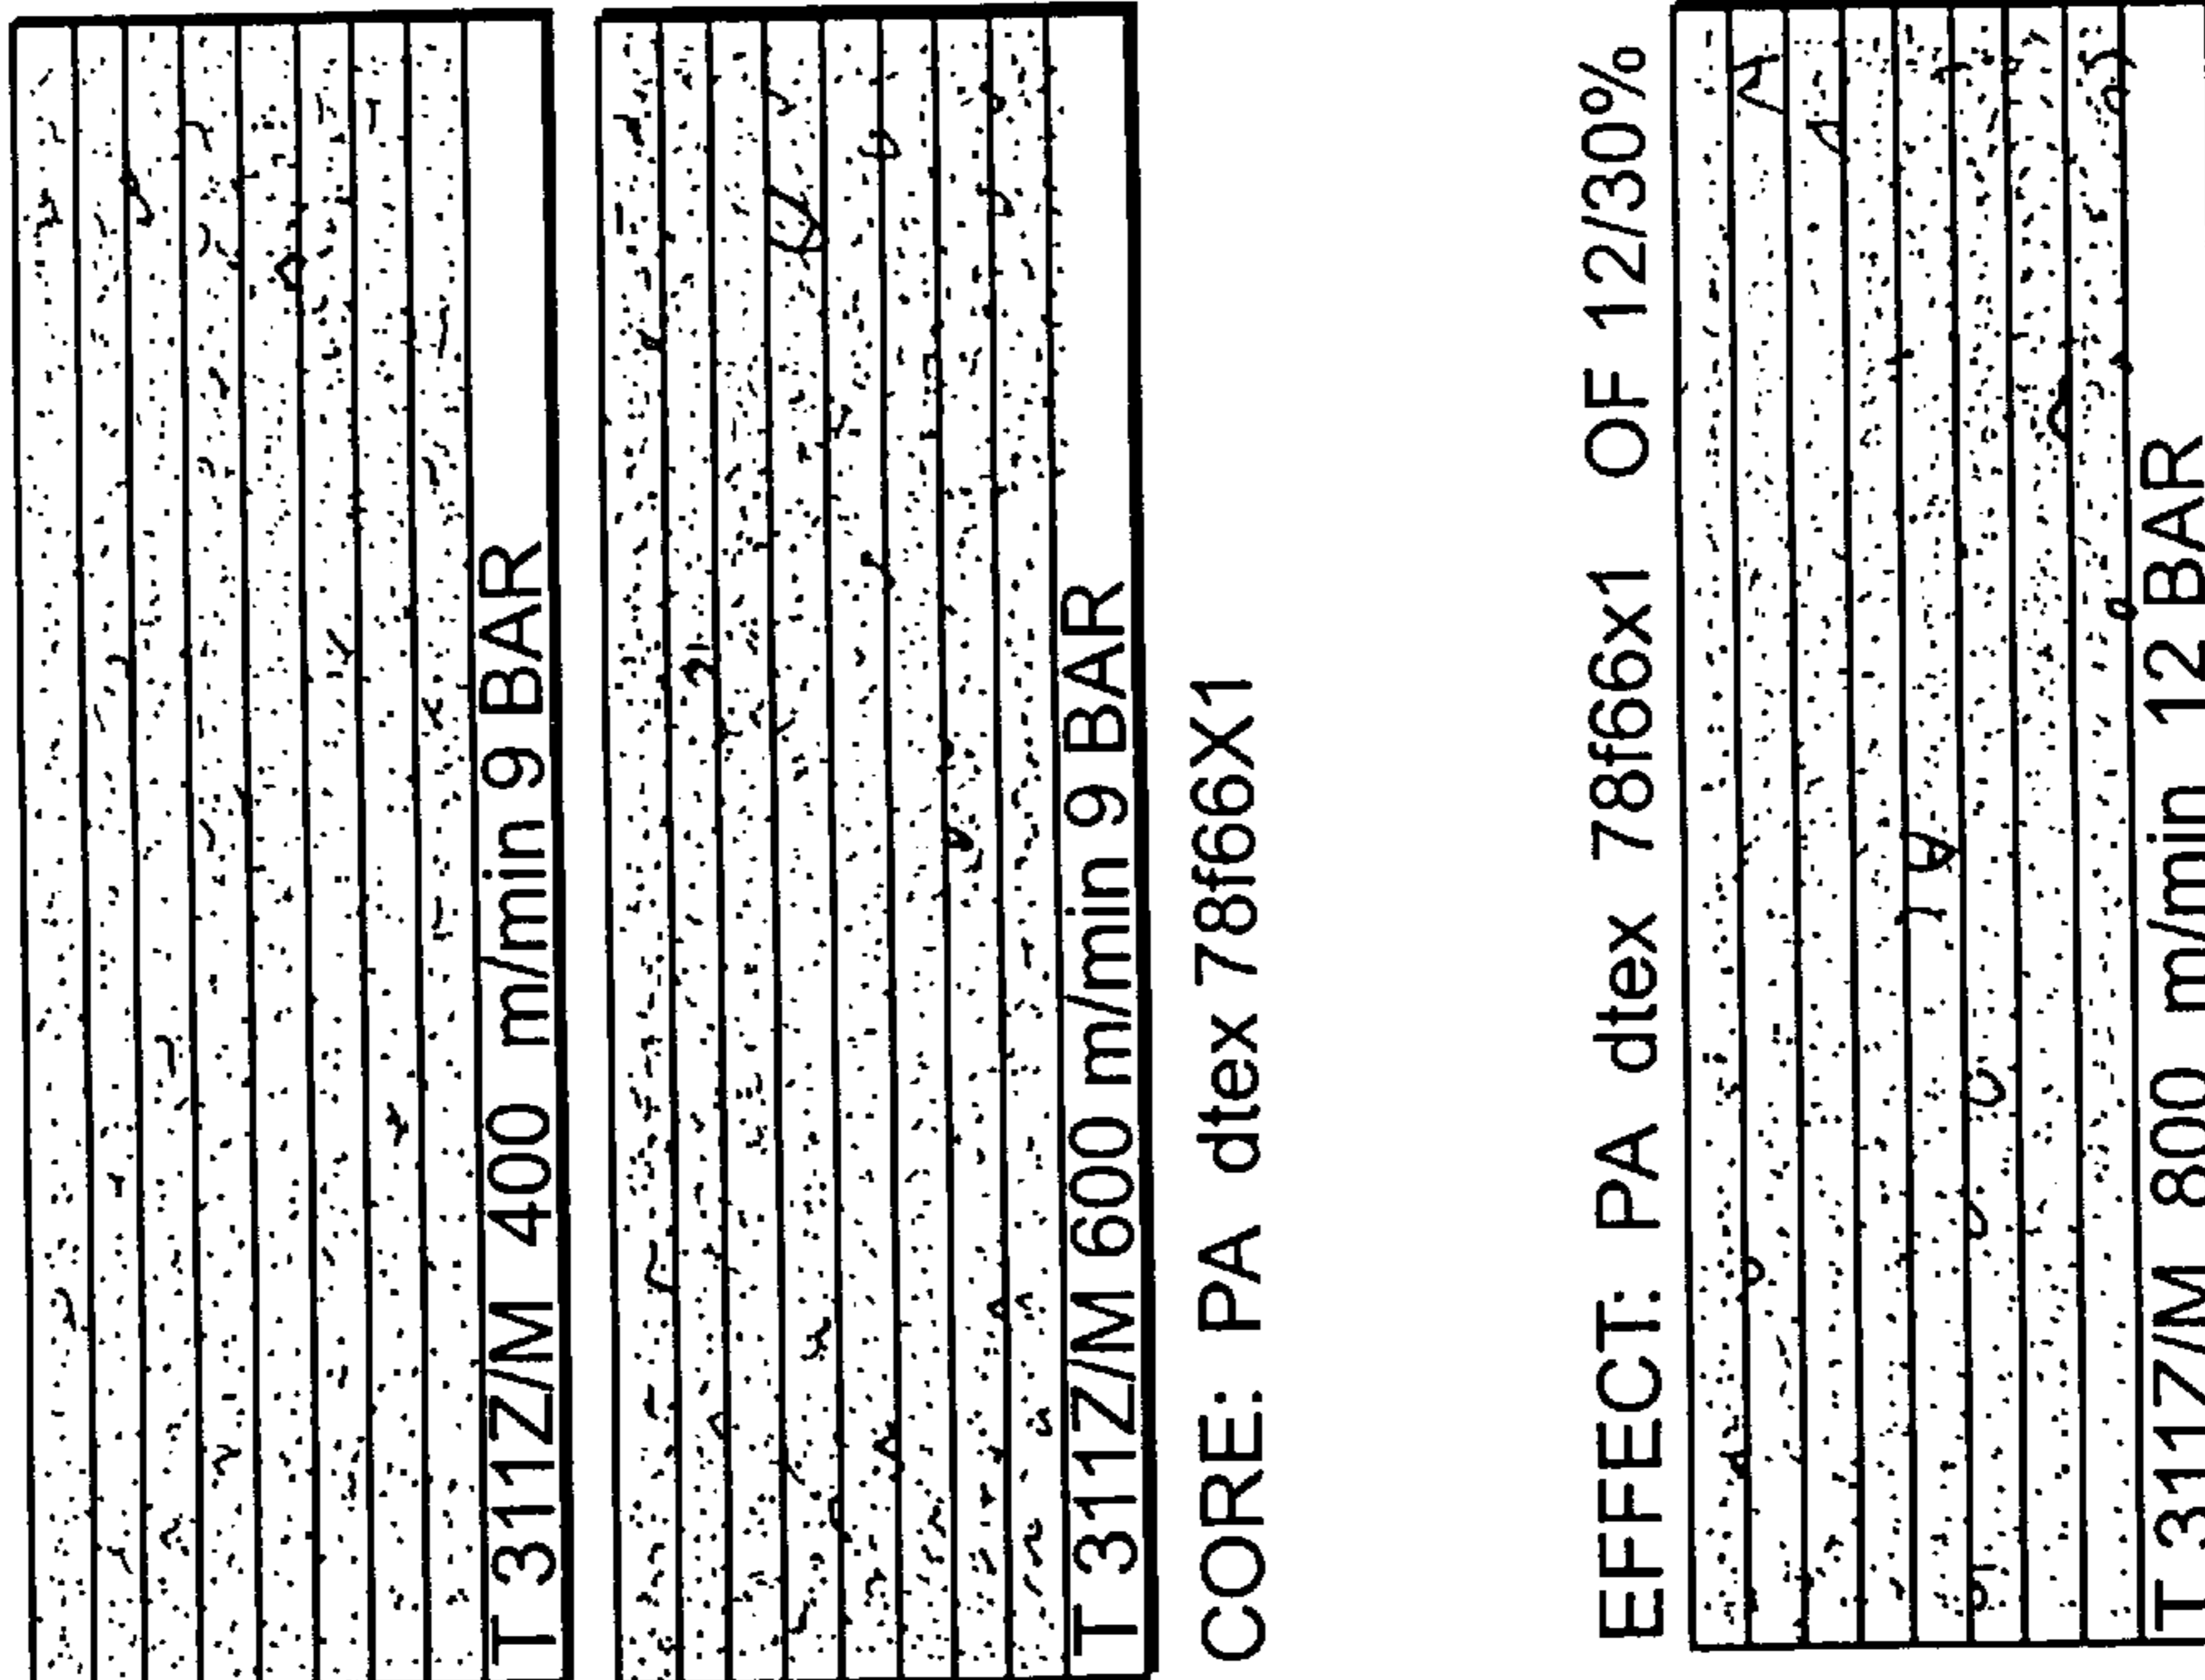 T 311Z/M 400 m/min 9 BAR
T 311Z/M 600 m/min 9 BAR
CORE: PA dtex 78f66X1
EFFECT: PA dtex 78f66x1 OF 12/30%
T 311Z/M 800 m/min 12 BAR